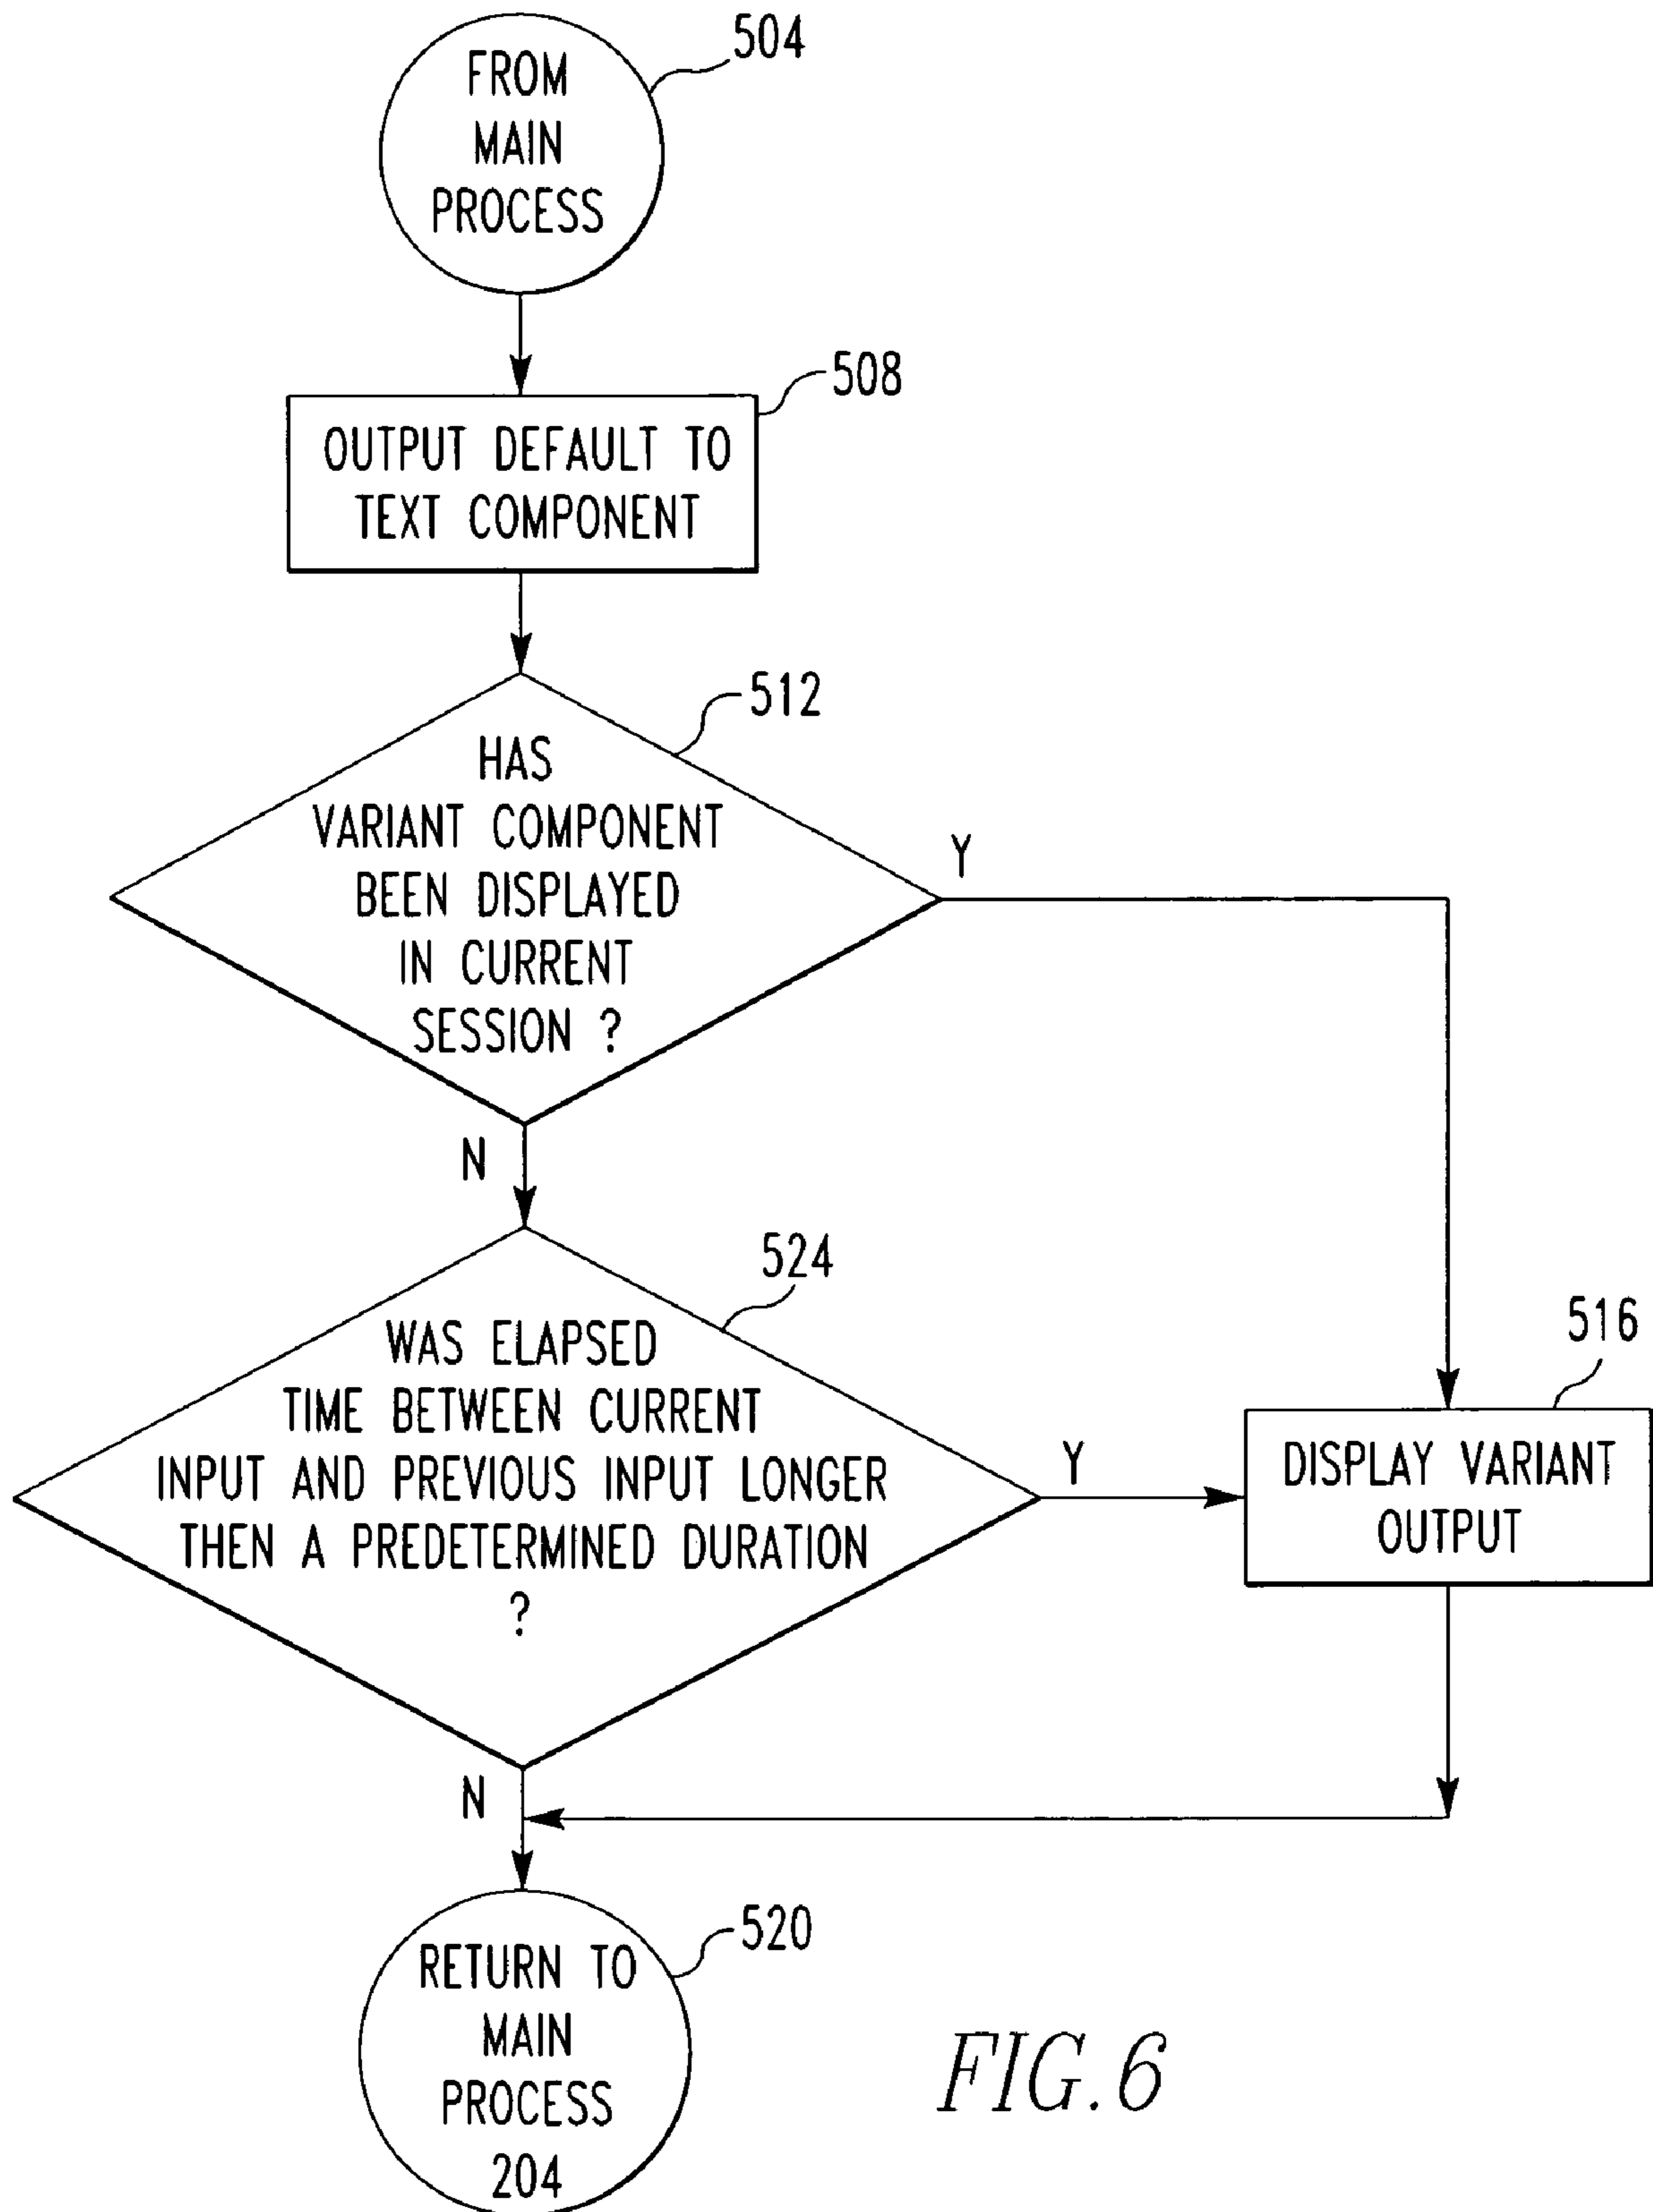 504
FROM
MAIN
PROCESS
508
OUTPUT DEFAULT TO
TEXT COMPONENT
512
HAS
VARIANT COMPONENT
BEEN DISPLAYED
IN CURRENT
SESSION ?
Y
N
524
WAS ELAPSED
TIME BETWEEN CURRENT
INPUT AND PREVIOUS INPUT LONGER
THEN A PREDETERMINED DURATION
?
Y
516
DISPLAY VARIANT
OUTPUT
N
520
RETURN TO
MAIN
PROCESS
204
FIG. 6